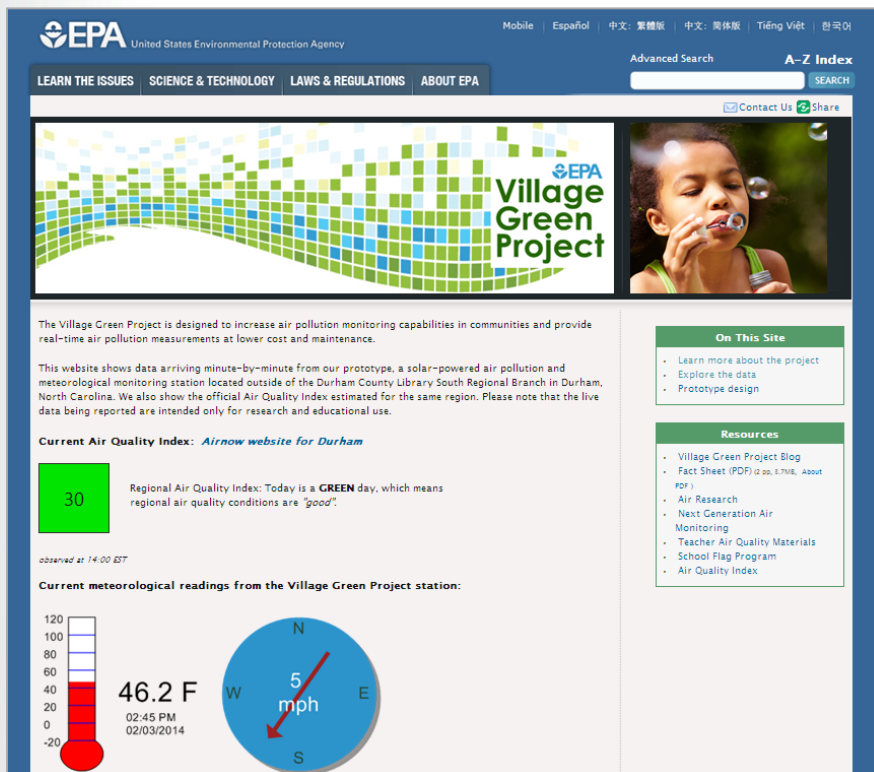 EPA United States Environmental Protection Agency
Mobile Español 中文: 繁體版 中文: 简体版 Tiếng Việt 한국어
Advanced Search A-Z Index
LEARN THE ISSUES SCIENCE & TECHNOLOGY LAWS & REGULATIONS ABOUT EPA
SEARCH
Contact Us Share
EPA
Village
Green
Project
The Village Green Project is designed to increase air pollution monitoring capabilities in communities and provide
real-time air pollution measurements at lower cost and maintenance.
This website shows data arriving minute-by-minute from our prototype, a solar-powered air pollution and
meteorological monitoring station located outside of the Durham County Library South Regional Branch in Durham,
North Carolina. We also show the official Air Quality Index estimated for the same region. Please note that the live
data being reported are intended only for research and educational use.
Current Air Quality Index: Airnow website for Durham
30
Regional Air Quality Index: Today is a GREEN day, which means
regional air quality conditions are "good".
observed at 14:00 EST
Current meteorological readings from the Village Green Project station:
120
100
80
60
40
20
0
-20
46.2 F
02:45 PM
02/03/2014
N
W
5
mph
E
S
On This Site
Learn more about the project
Explore the data
Prototype design
Resources
Village Green Project Blog
Fact Sheet (PDF) (2 pp, 3.7MB, About
PDF )
Air Research
Next Generation Air
Monitoring
Teacher Air Quality Materials
School Flag Program
Air Quality Index